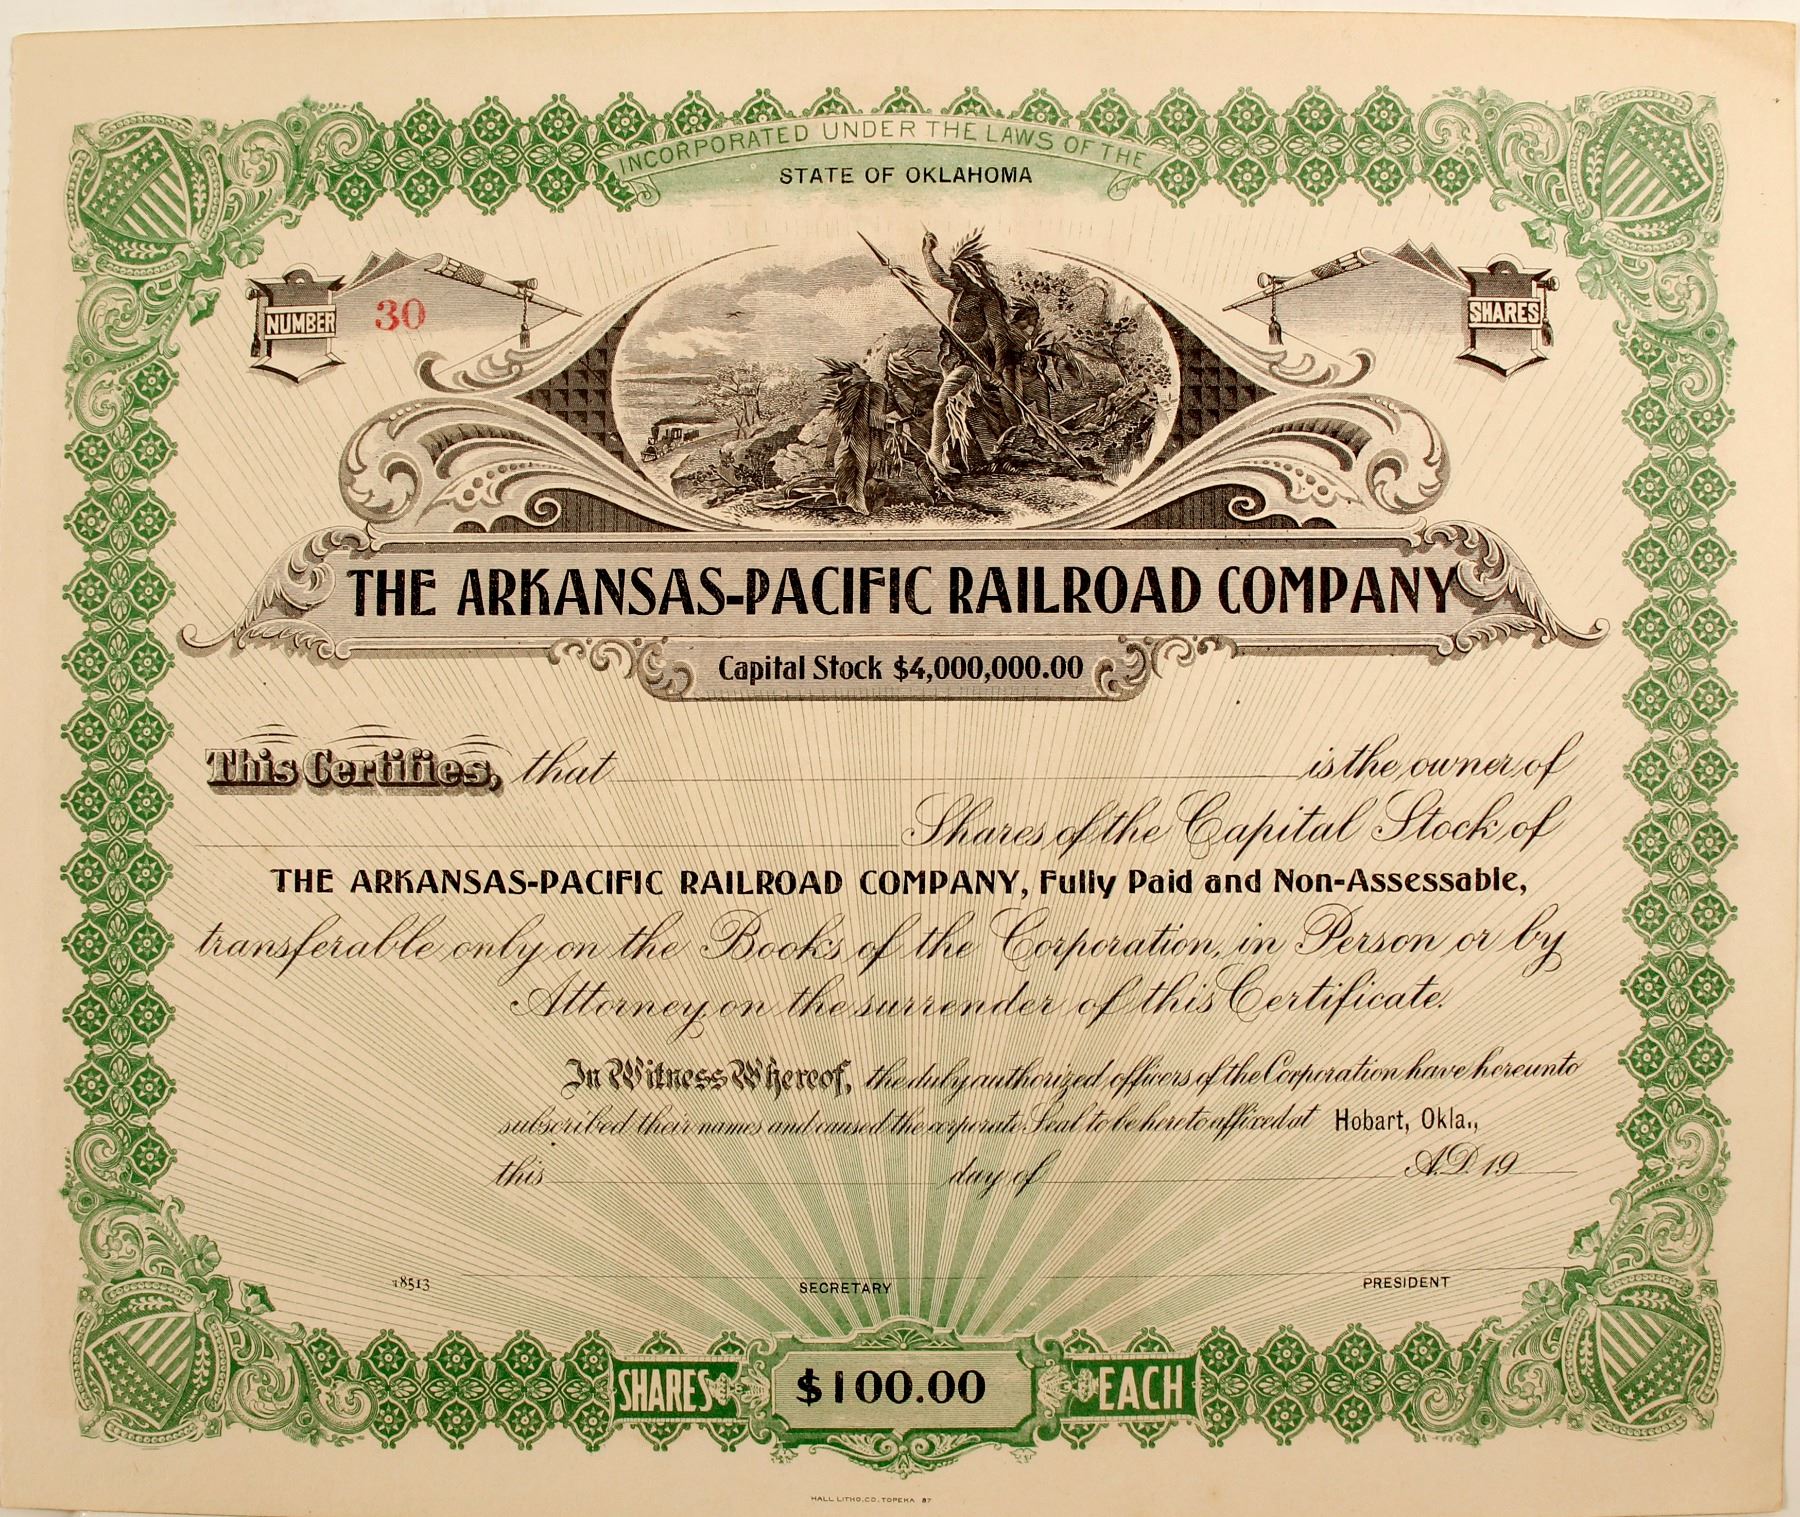 INCORPORATED UNDER THE LAWS OF THE
STATE OF OKLAHOMA
NUMBER 30
SHARES
THE ARKANSAS-PACIFIC RAILROAD COMPANY
Capital Stock $4,000,000.00
This Certifies, that is the owner of
Shares of the Capital Stock of
THE ARKANSAS-PACIFIC RAILROAD COMPANY, Fully Paid and Non-Assessable,
transferable only on the Books of the Corporation, in Person or by
Attorney, on the surrender of this Certificate.
In Witness Whereof, the duly authorized officers of the Corporation have hereunto
subscribed their names and caused the corporate Seal to be hereto affixed at Hobart, Okla.,
this day of A.D. 19
18513 SECRETARY PRESIDENT
SHARES $100.00 EACH
HALL LITHO. CO. TOPEKA 87